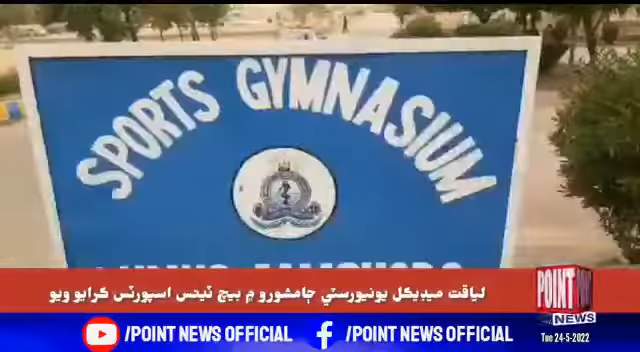 SPORTS GYMNASIUM
لياقت ميڊيڪل يونيورسٽي ڄامشورو ۾ بيچ ٽينس اسپورٽس ڪرايو ويو
POINT
NEWS
/POINT NEWS OFFICIAL
/POINT NEWS OFFICIAL
Tue 24-5-2022